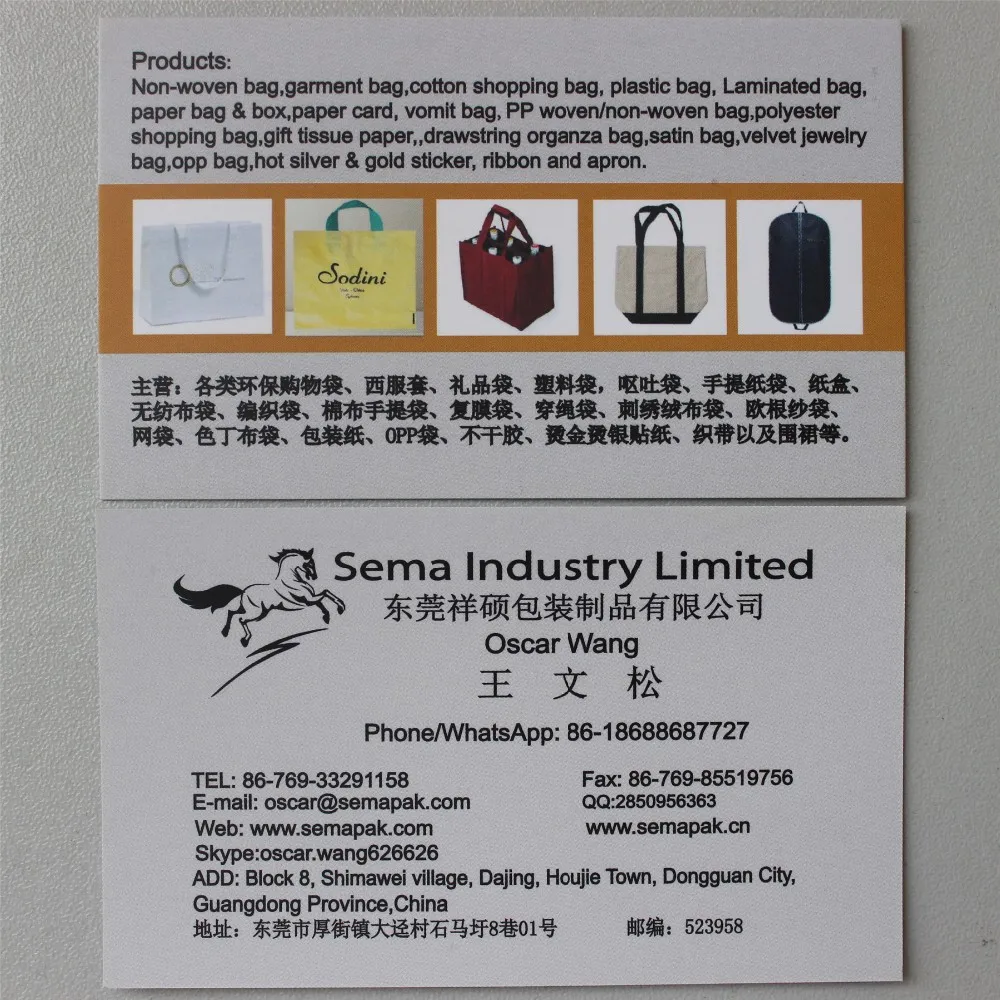 Products:
Non-woven bag,garment bag,cotton shopping bag, plastic bag, Laminated bag,
paper bag & box,paper card, vomit bag, PP woven/non-woven bag,polyester
shopping bag,gift tissue paper,,drawstring organza bag,satin bag,velvet jewelry
bag,opp bag,hot silver & gold sticker, ribbon and apron.
Sodini
主营：各类环保购物袋、西服套、礼品袋、塑料袋，呕吐袋、手提纸袋、纸盒、
无纺布袋、编织袋、棉布手提袋、复膜袋、穿绳袋、刺绣绒布袋、欧根纱袋、
网袋、色丁布袋、包装纸、OPP袋、不干胶、烫金烫银贴纸、织带以及围裙等。
Sema Industry Limited
东莞祥硕包装制品有限公司
Oscar Wang
王 文 松
Phone/WhatsApp: 86-18688687727
TEL: 86-769-33291158 Fax: 86-769-85519756
E-mail: oscar@semapak.com QQ:2850956363
Web: www.semapak.com www.semapak.cn
Skype:oscar.wang626626
ADD: Block 8, Shimawei village, Dajing, Houjie Town, Dongguan City,
Guangdong Province,China
地址：东莞市厚街镇大迳村石马圩8巷01号 邮编：523958